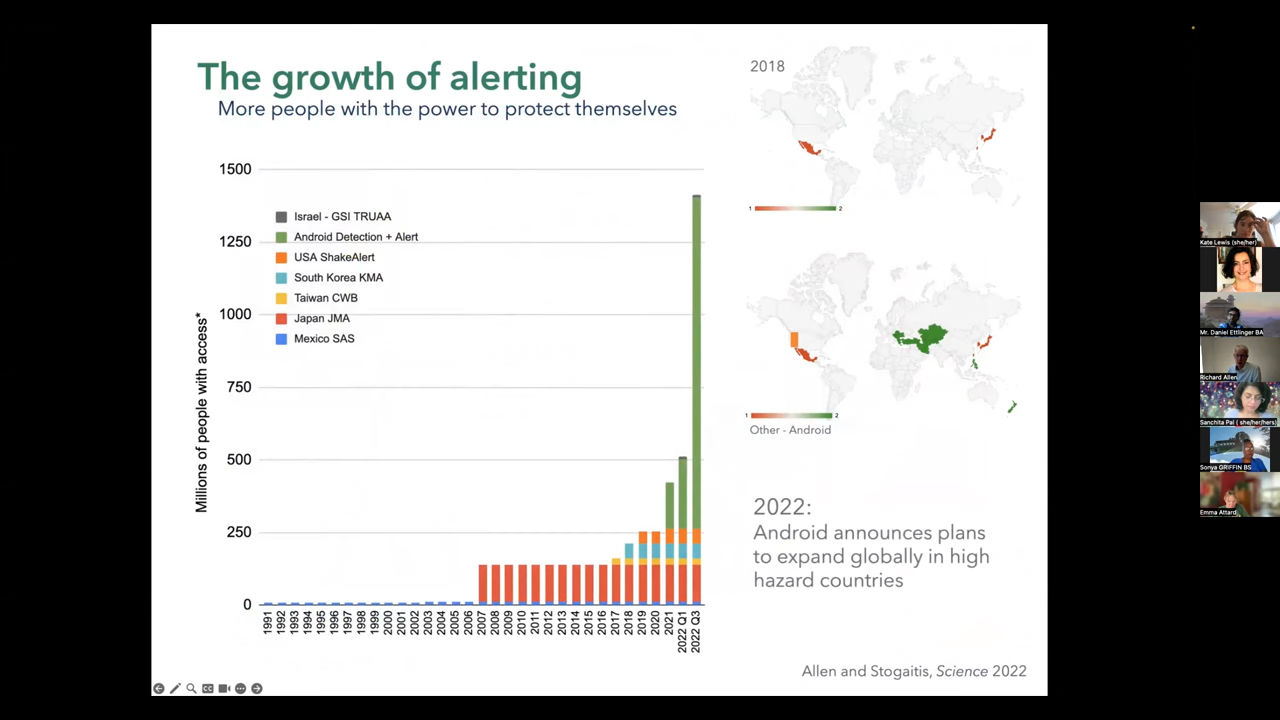 The growth of alerting
More people with the power to protect themselves
1500
1250
1000
750
500
250
0
Millions of people with access*
Israel - GSI TRUAA
Android Detection + Alert
USA ShakeAlert
South Korea KMA
Taiwan CWB
Japan JMA
Mexico SAS
1991
1992
1993
1994
1995
1996
1997
1998
1999
2000
2001
2002
2003
2004
2005
2006
2007
2008
2009
2010
2011
2012
2013
2014
2015
2016
2017
2018
2019
2020
2021
2022 Q1
2022 Q3
2018
1 2
1 2
Other - Android
2022:
Android announces plans
to expand globally in high
hazard countries
Allen and Stogaitis, Science 2022
Kate Lewis (she/her)
Mr. Daniel Ettlinger BA
Richard Allen
Sanchita Pal ( she/her/hers)
Sonya GRIFFIN BS
Emma Attard